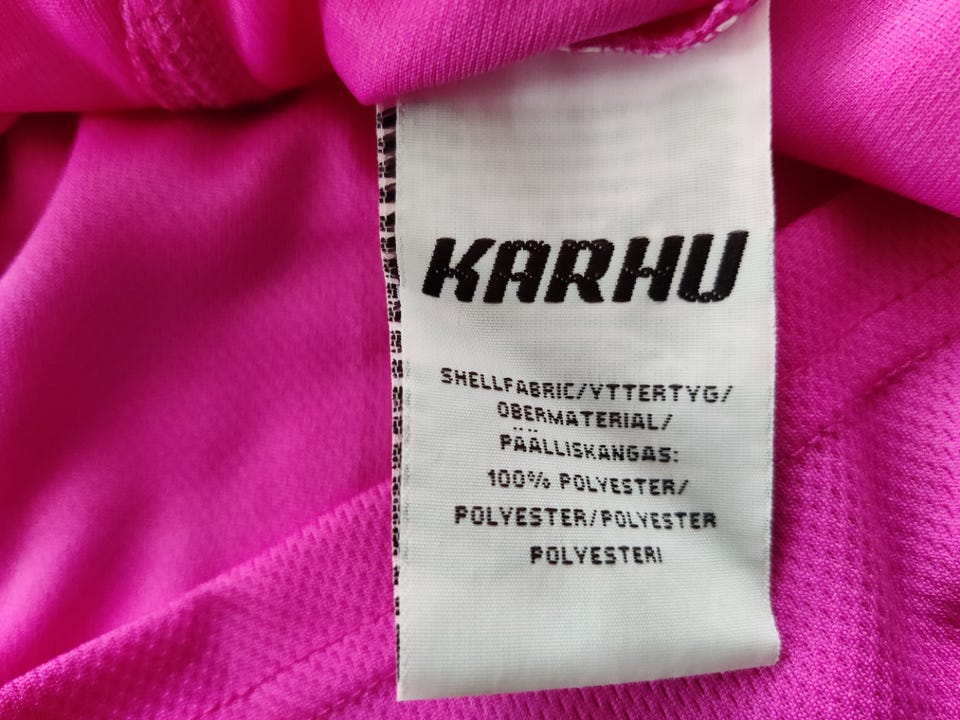 KARHU
SHELLFABRIC/YTTERTYG/
OBERMATERIAL/
PÄÄLLISKANGAS:
100% POLYESTER/
POLYESTER/POLYESTER
POLYESTERI